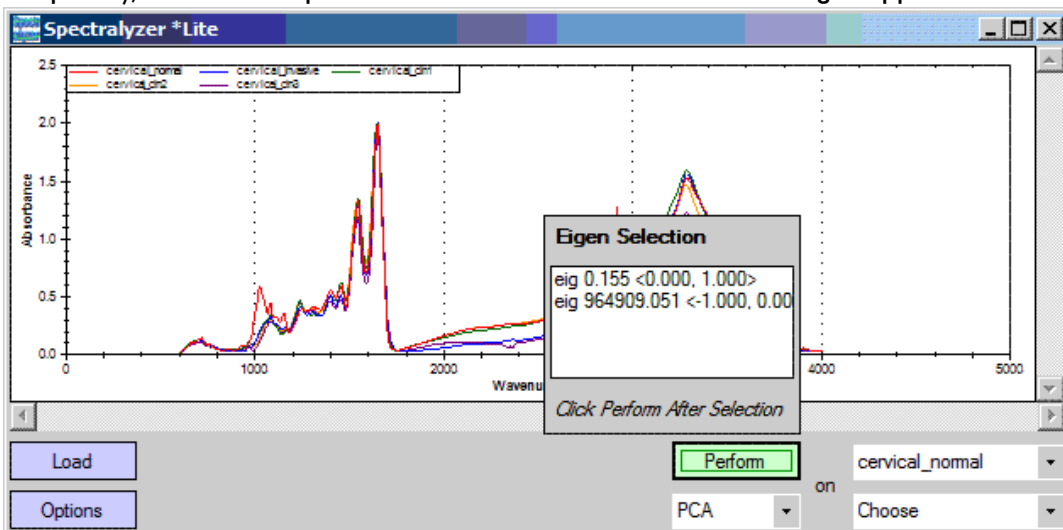 Spectralyzer *Lite
cervical_normal cervical_invasive cervical_cin1
cervical_cin2 cervical_cin3
2.5
2.0
1.5
1.0
0.5
0.0
Absorbance
0 1000 2000 4000 5000
Wavenu
Eigen Selection
eig 0.155 <0.000, 1.000>
eig 964909.051 <-1.000, 0.00
Click Perform After Selection
Load
Perform
on
cervical_normal
Options
PCA
Choose